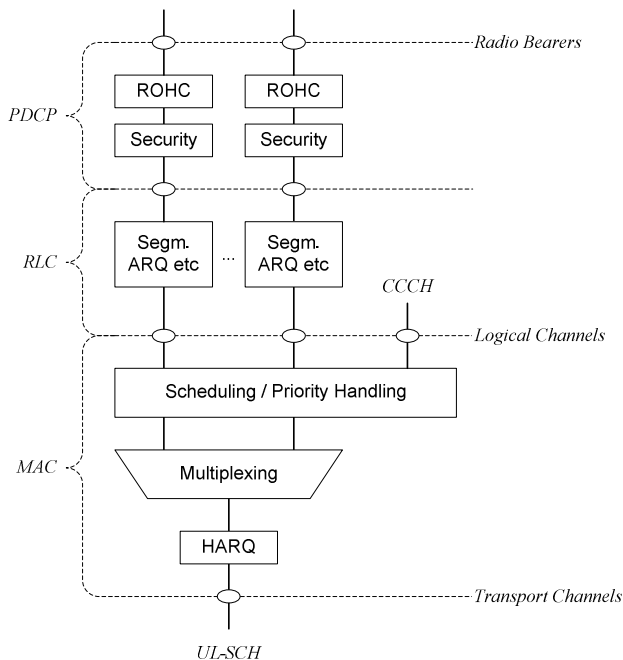 Radio Bearers
ROHC
ROHC
PDCP
Security
Security
Segm.
ARQ etc
...
Segm.
ARQ etc
RLC
CCCH
Logical Channels
Scheduling / Priority Handling
MAC
Multiplexing
HARQ
Transport Channels
UL-SCH